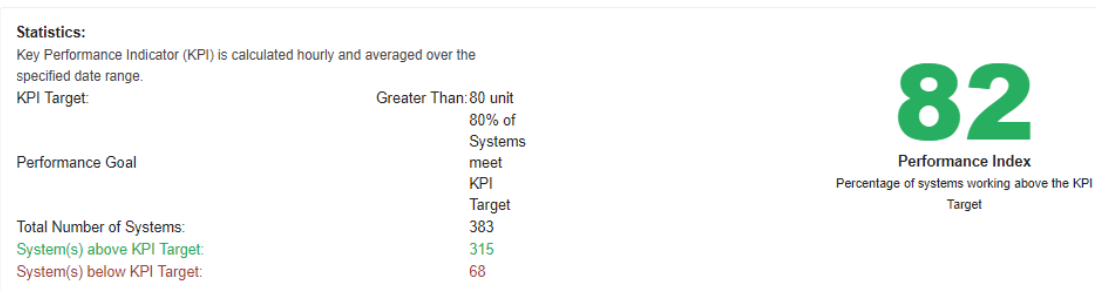 Statistics:
Key Performance Indicator (KPI) is calculated hourly and averaged over the
specified date range.
KPI Target: Greater Than: 80 unit
80% of
Systems
Performance Goal meet
KPI
Target
Total Number of Systems: 383
System(s) above KPI Target: 315
System(s) below KPI Target: 68
82
Performance Index
Percentage of systems working above the KPI
Target